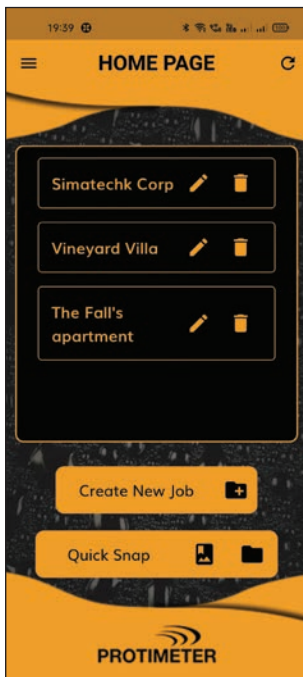 19:39
HOME PAGE
Simatechk Corp
Vineyard Villa
The Fall's
apartment
Create New Job
Quick Snap
PROTIMETER